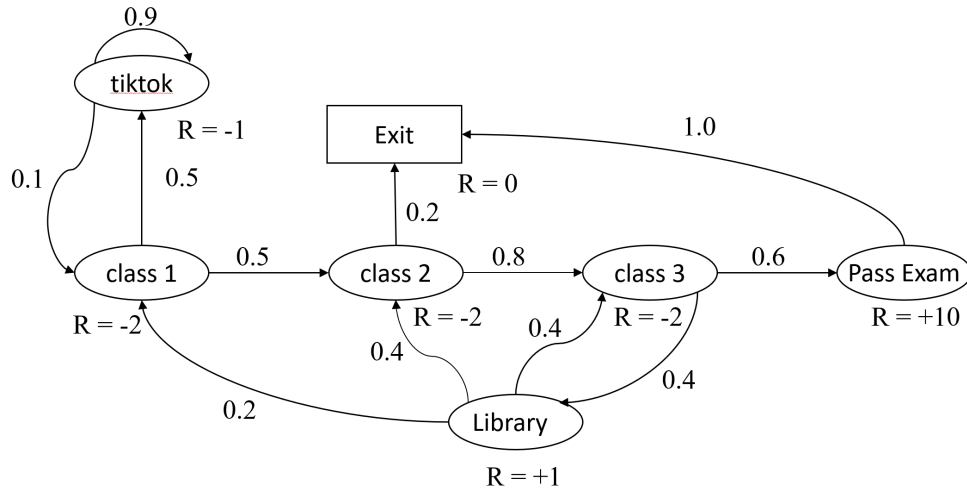 0.9
tiktok
R = -1
0.1
0.5
Exit
R = 0
1.0
0.2
class 1
R = -2
0.5
class 2
R = -2
0.8
class 3
R = -2
0.6
Pass Exam
R = +10
0.2
0.4
0.4
0.4
Library
R = +1